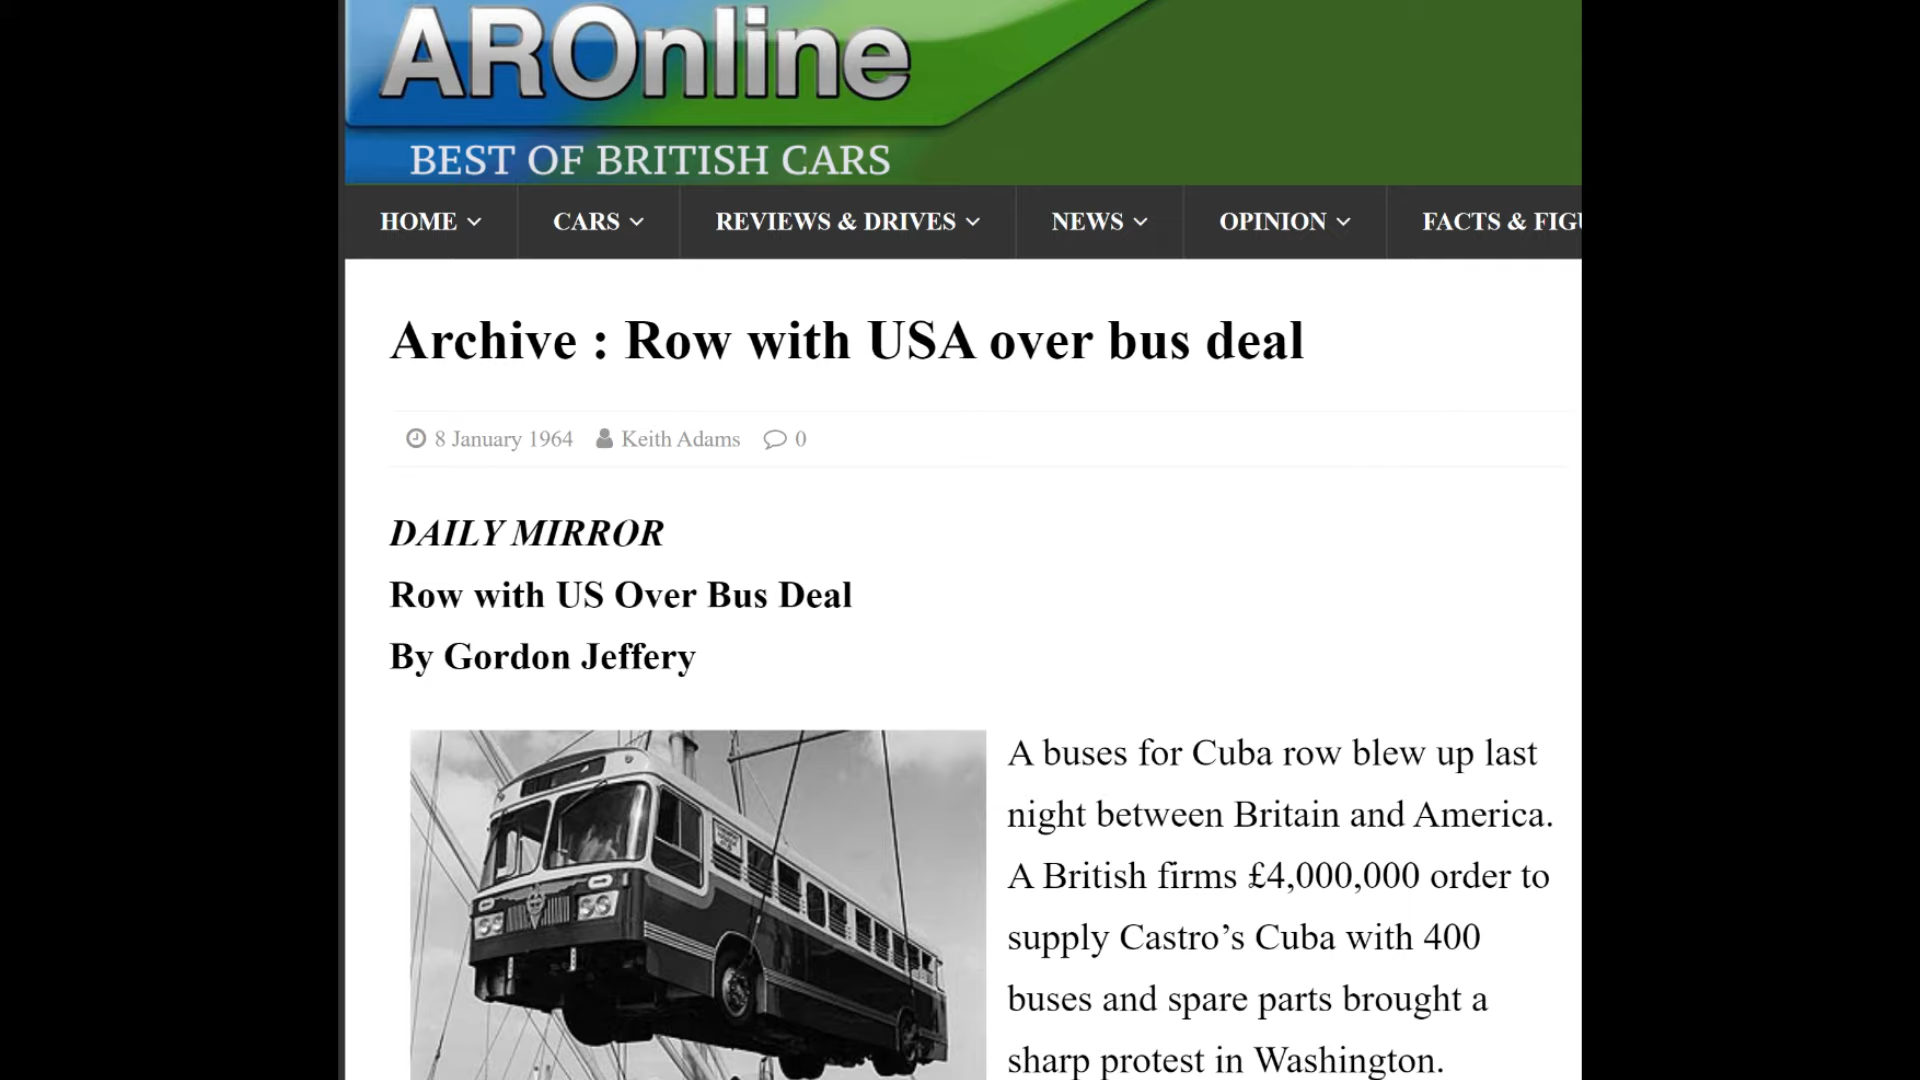 AROnline
BEST OF BRITISH CARS
HOME
CARS
REVIEWS & DRIVES
NEWS
OPINION
FACTS & FIGU
Archive : Row with USA over bus deal
8 January 1964
Keith Adams
0
DAILY MIRROR
Row with US Over Bus Deal
By Gordon Jeffery
A buses for Cuba row blew up last
night between Britain and America.
A British firms £4,000,000 order to
supply Castro’s Cuba with 400
buses and spare parts brought a
sharp protest in Washington.